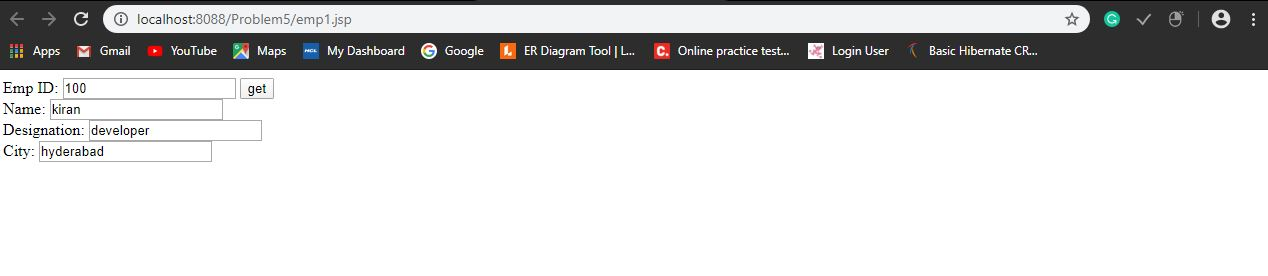 localhost:8088/Problem5/emp1.jsp
Apps Gmail YouTube Maps HCL My Dashboard Google L ER Diagram Tool | L... C. Online practice test... Login User Basic Hibernate CR...
Emp ID: 100 get
Name: kiran
Designation: developer
City: hyderabad